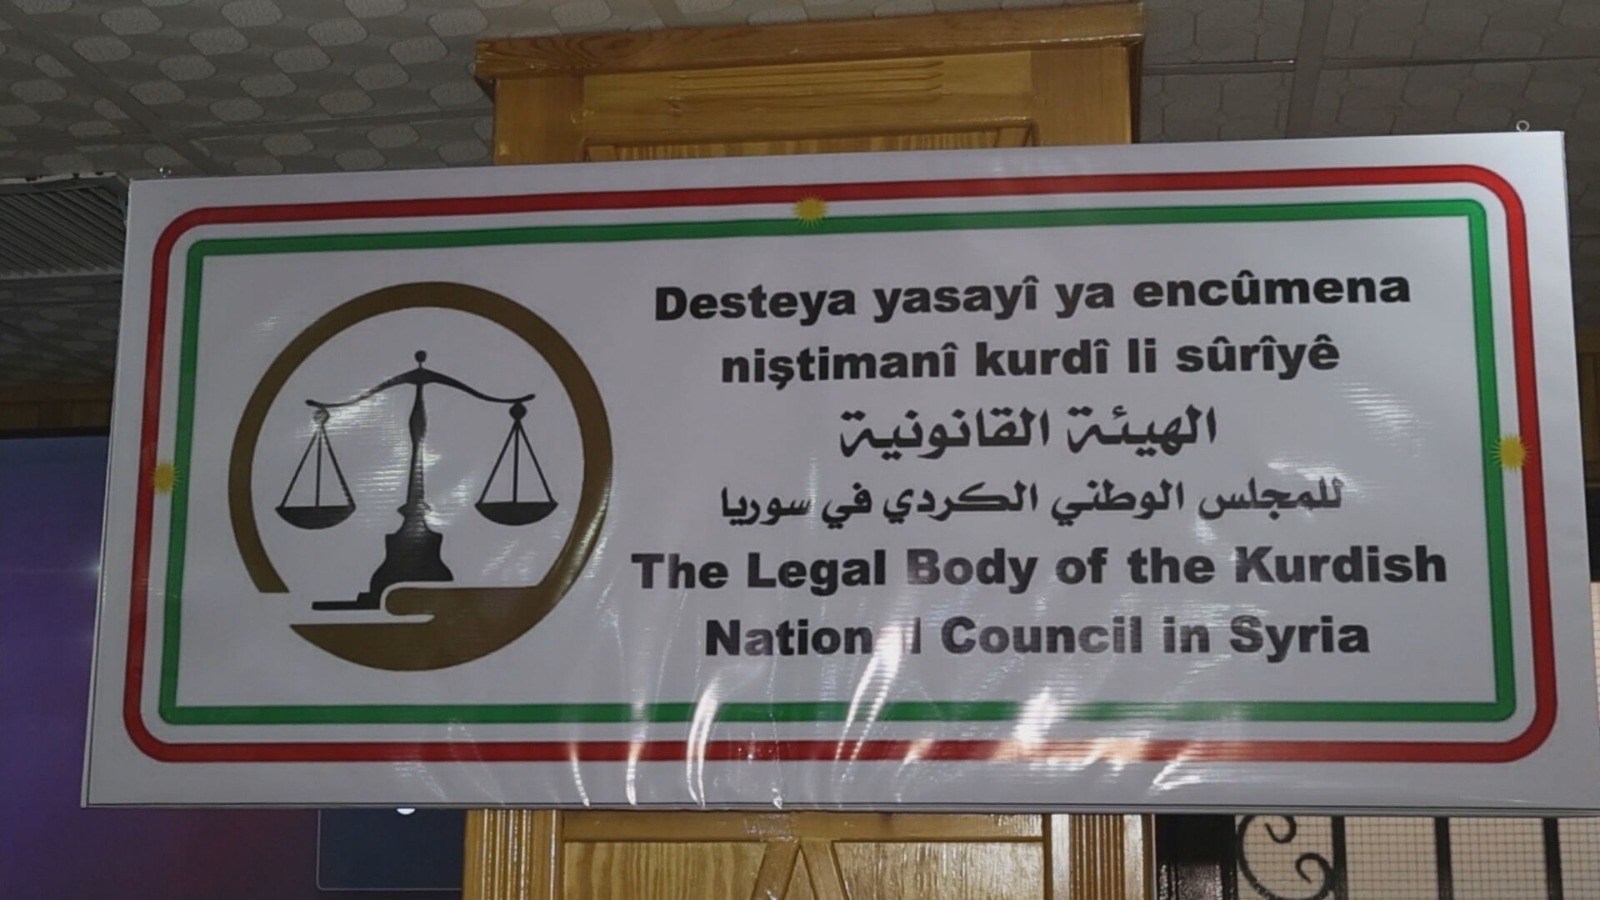 Desteya yasayî ya encûmena
niştimanî kurdî li sûrîyê
الهيئة القانونية
للمجلس الوطني الكردي في سوريا
The Legal Body of the Kurdish
National Council in Syria